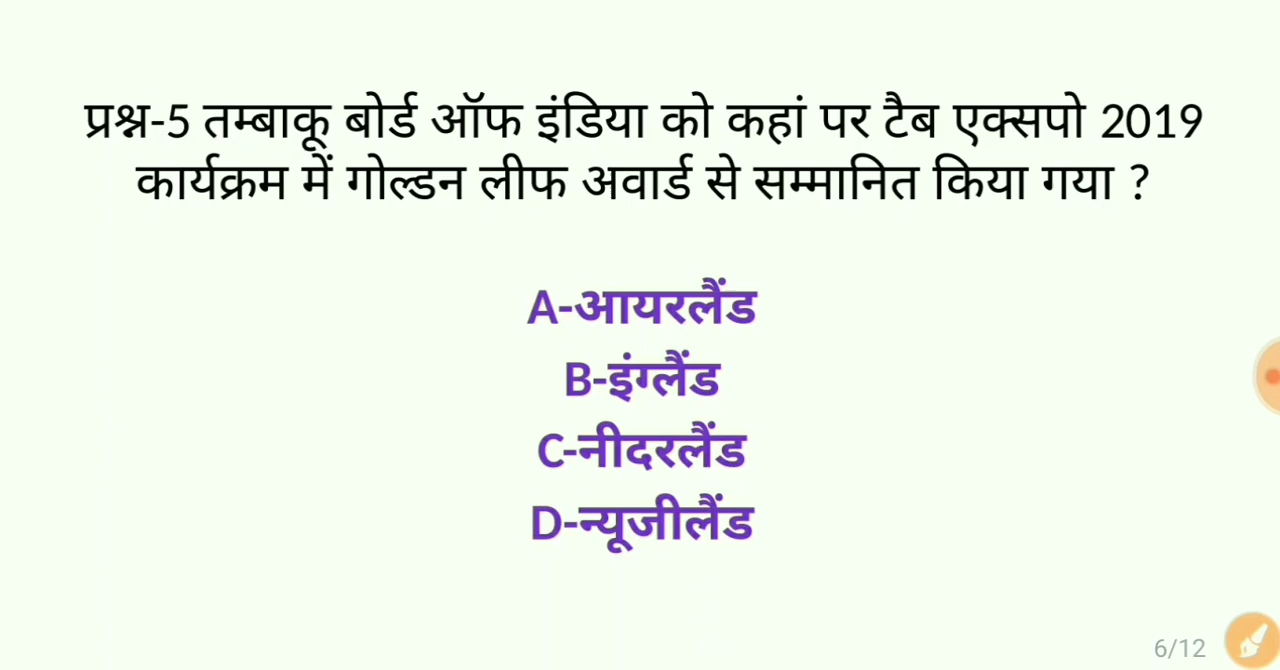 प्रश्न-5 तम्बाकू बोर्ड ऑफ इंडिया को कहां पर टैब एक्सपो 2019
कार्यक्रम में गोल्डन लीफ अवार्ड से सम्मानित किया गया ?
A-आयरलैंड
B-इंग्लैंड
C-नीदरलैंड
D-न्यूजीलैंड
6/12